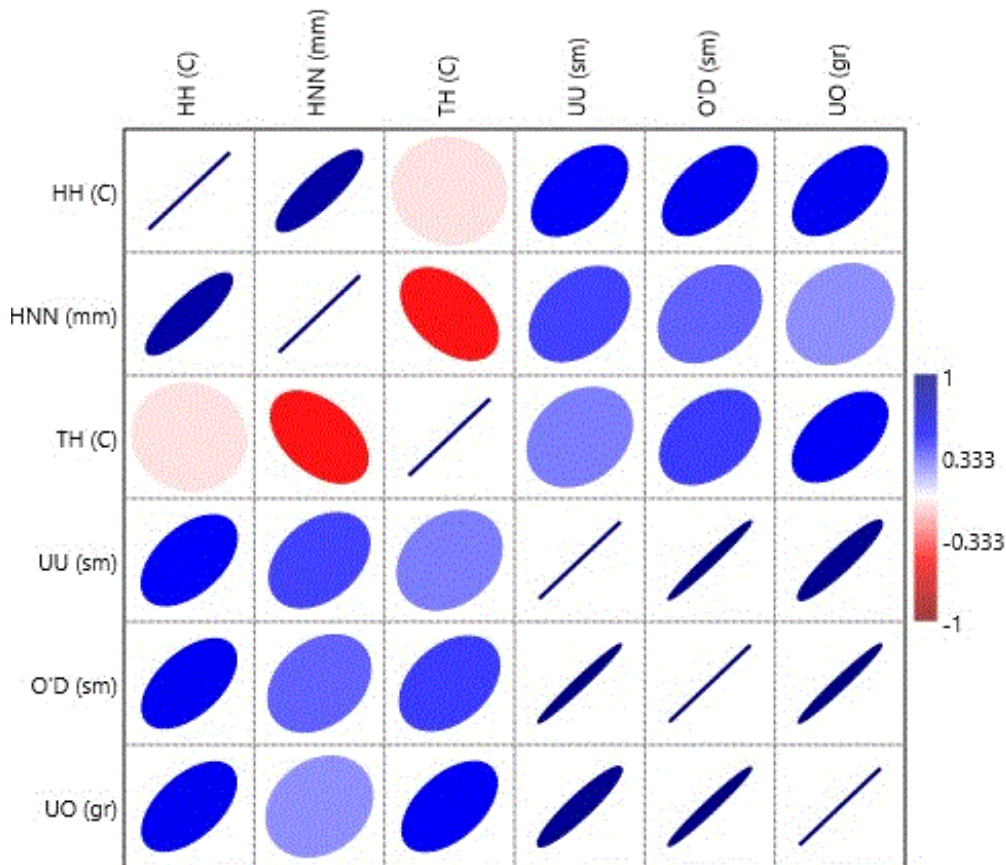 HH (C)
HNN (mm)
TH (C)
UU (sm)
O'D (sm)
UO (gr)
HH (C)
HNN (mm)
TH (C)
UU (sm)
O'D (sm)
UO (gr)
1
0.333
-0.333
-1